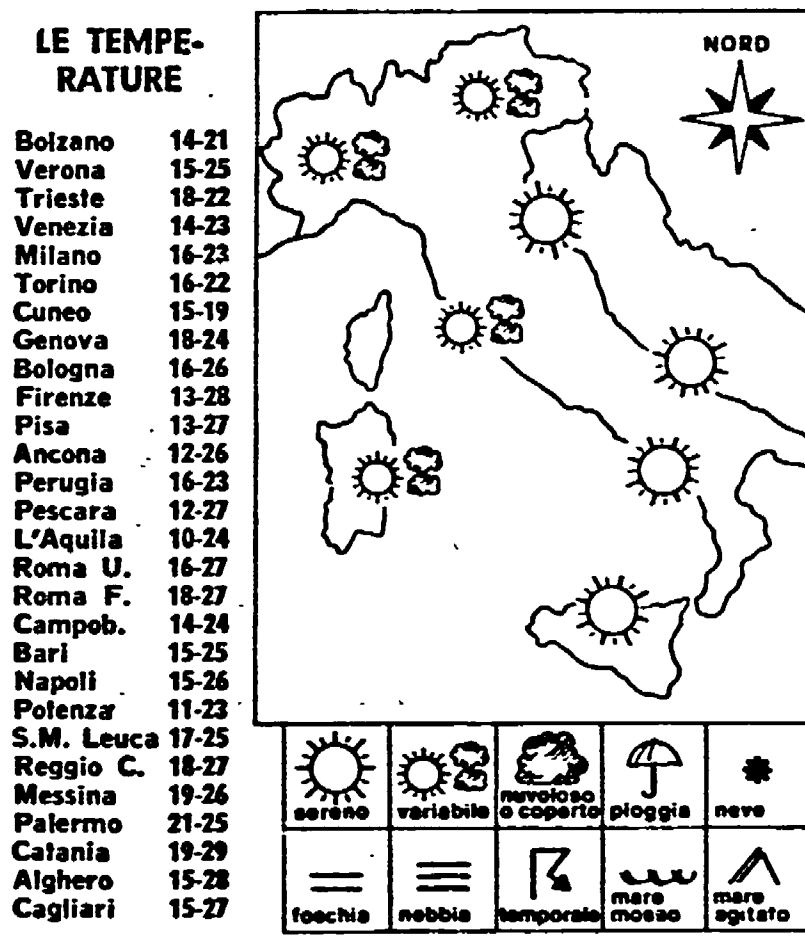 LE TEMPE-
RATURE
Bolzano 14-21
Verona 15-25
Trieste 18-22
Venezia 14-23
Milano 16-23
Torino 16-22
Cuneo 15-19
Genova 18-24
Bologna 16-26
Firenze 13-28
Pisa 13-27
Ancona 12-26
Perugia 16-23
Pescara 12-27
L'Aquila 10-24
Roma U. 16-27
Roma F. 18-27
Campob. 14-24
Bari 15-25
Napoli 15-26
Potenza 11-23
S.M. Leuca 17-25
Reggio C. 18-27
Messina 19-26
Palermo 21-25
Catania 19-29
Alghero 15-28
Cagliari 15-27
NORD
sereno
variabile
nuvoloso
o coperto
pioggia
neve
foschia
nebbia
temporale
mare
mosso
mare
agitato